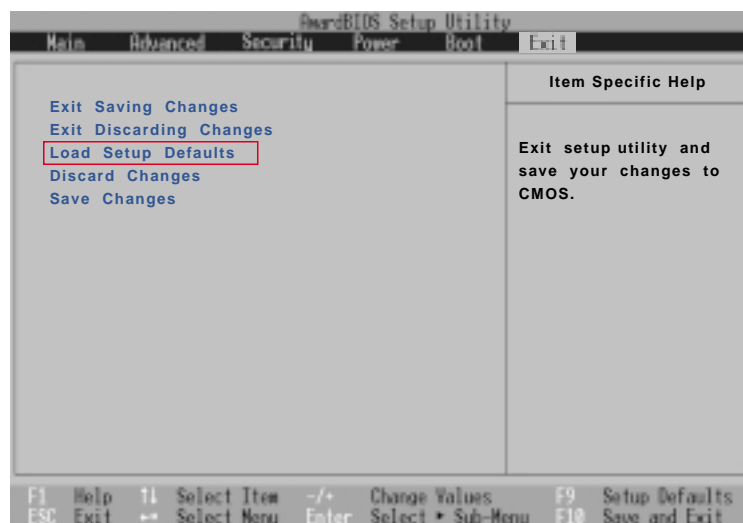 AwardBIOS Setup Utility
Main Advanced Security Power Boot Exit
Item Specific Help
Exit Saving Changes
Exit Discarding Changes
Load Setup Defaults
Discard Changes
Save Changes
Exit setup utility and
save your changes to
CMOS.
F1 Help ↑↓ Select Item -/+ Change Values F9 Setup Defaults
ESC Exit ←→ Select Menu Enter Select ► Sub-Menu F10 Save and Exit